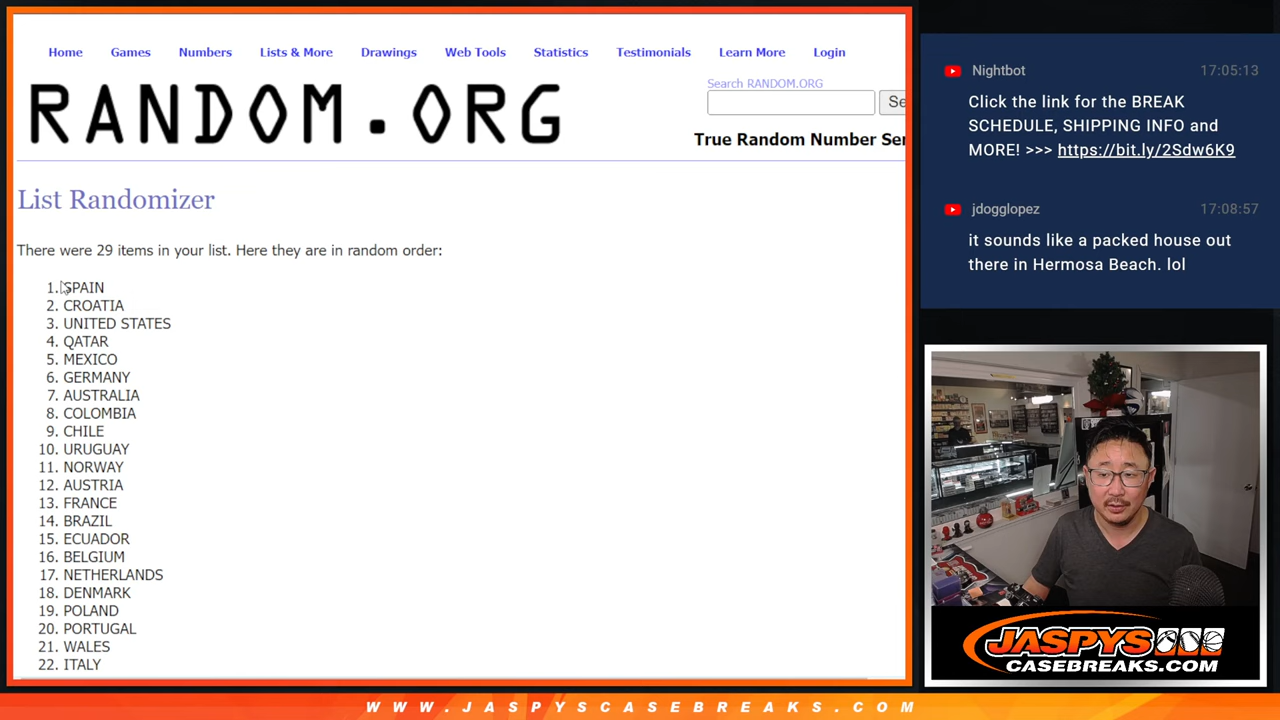 Home Games Numbers Lists & More Drawings Web Tools Statistics Testimonials Learn More Login
RANDOM.ORG
Search RANDOM.ORG
Se
True Random Number Ser
List Randomizer
There were 29 items in your list. Here they are in random order:
1. SPAIN
2. CROATIA
3. UNITED STATES
4. QATAR
5. MEXICO
6. GERMANY
7. AUSTRALIA
8. COLOMBIA
9. CHILE
10. URUGUAY
11. NORWAY
12. AUSTRIA
13. FRANCE
14. BRAZIL
15. ECUADOR
16. BELGIUM
17. NETHERLANDS
18. DENMARK
19. POLAND
20. PORTUGAL
21. WALES
22. ITALY
Nightbot 17:05:13
Click the link for the BREAK
SCHEDULE, SHIPPING INFO and
MORE! >>> https://bit.ly/2Sdw6K9
jdogglopez 17:08:57
it sounds like a packed house out
there in Hermosa Beach. lol
JASPYS
CASEBREAKS.COM
WWW.JASPYSCASEBREAKS.COM